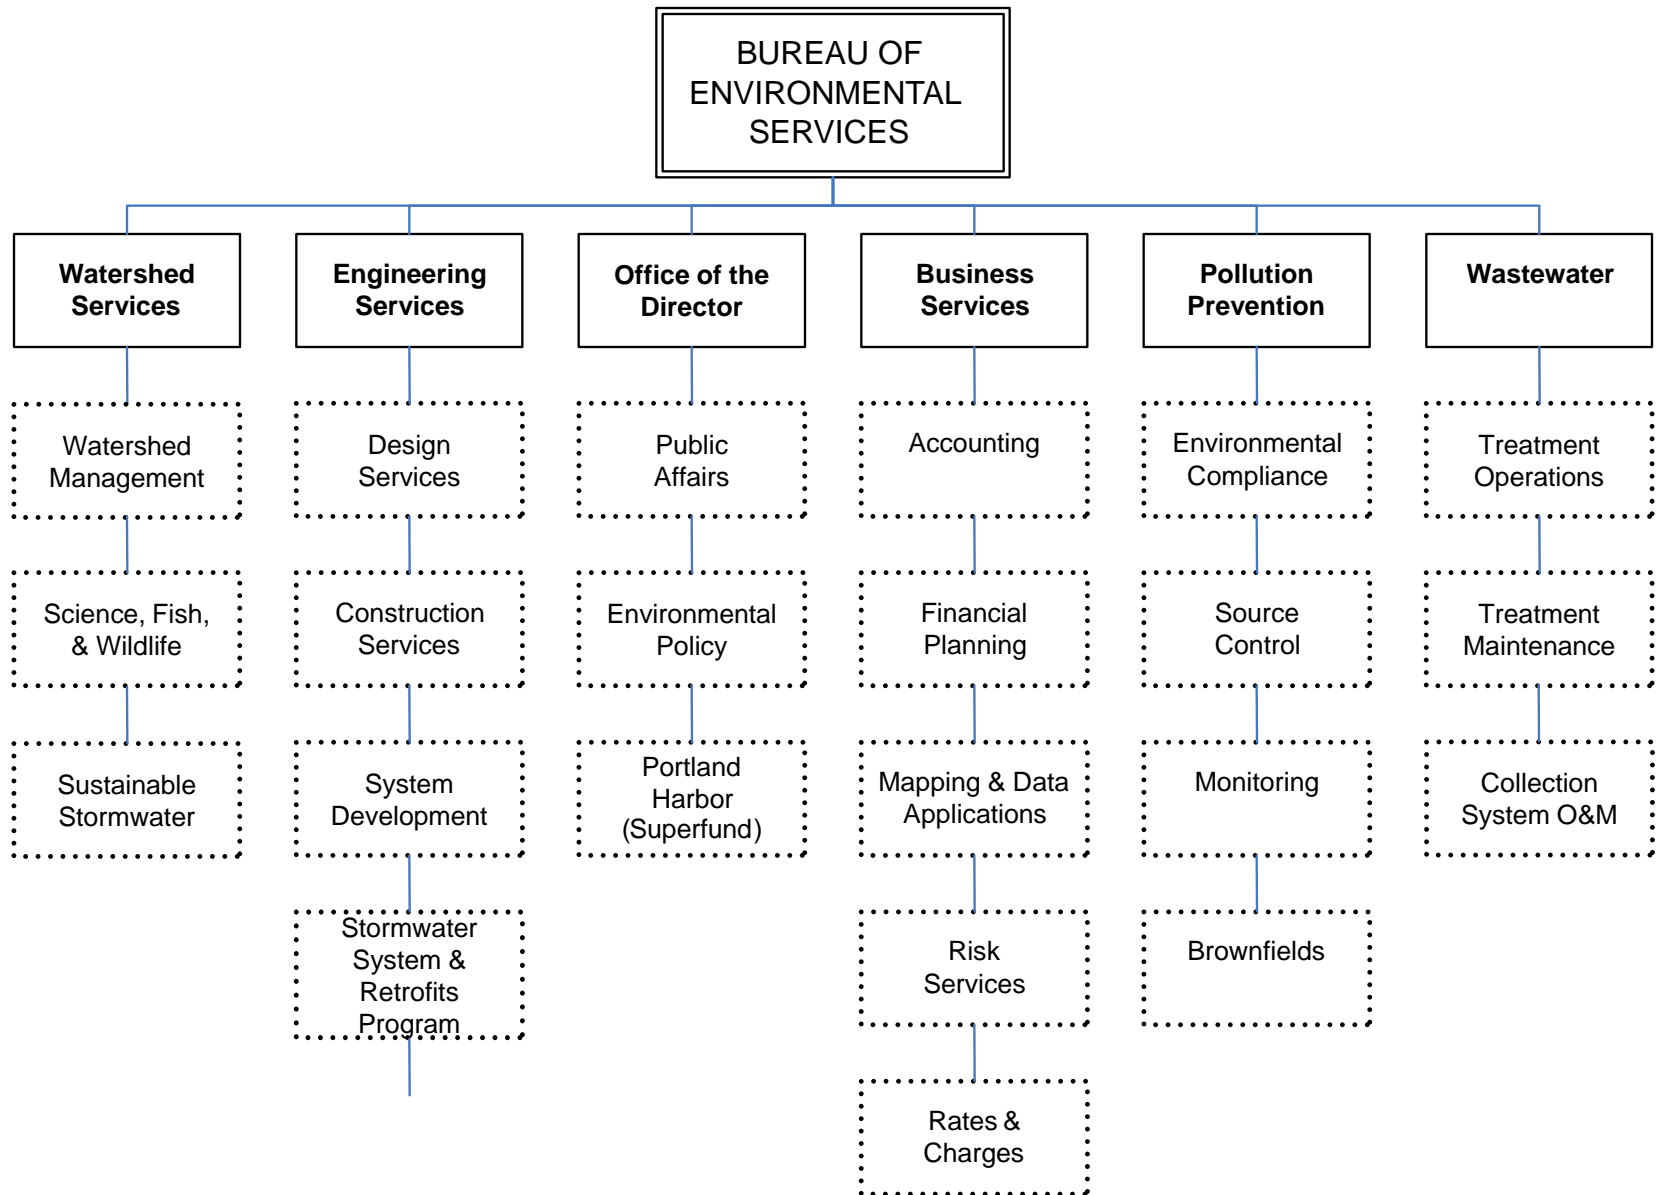 BUREAU OF
ENVIRONMENTAL
SERVICES
Watershed
Services
Engineering
Services
Office of the
Director
Business
Services
Pollution
Prevention
Wastewater
Watershed
Management
Design
Services
Public
Affairs
Accounting
Environmental
Compliance
Treatment
Operations
Science, Fish,
& Wildlife
Construction
Services
Environmental
Policy
Financial
Planning
Source
Control
Treatment
Maintenance
Sustainable
Stormwater
System
Development
Portland
Harbor
(Superfund)
Mapping & Data
Applications
Monitoring
Collection
System O&M
Stormwater
System &
Retrofits
Program
Risk
Services
Brownfields
Rates &
Charges